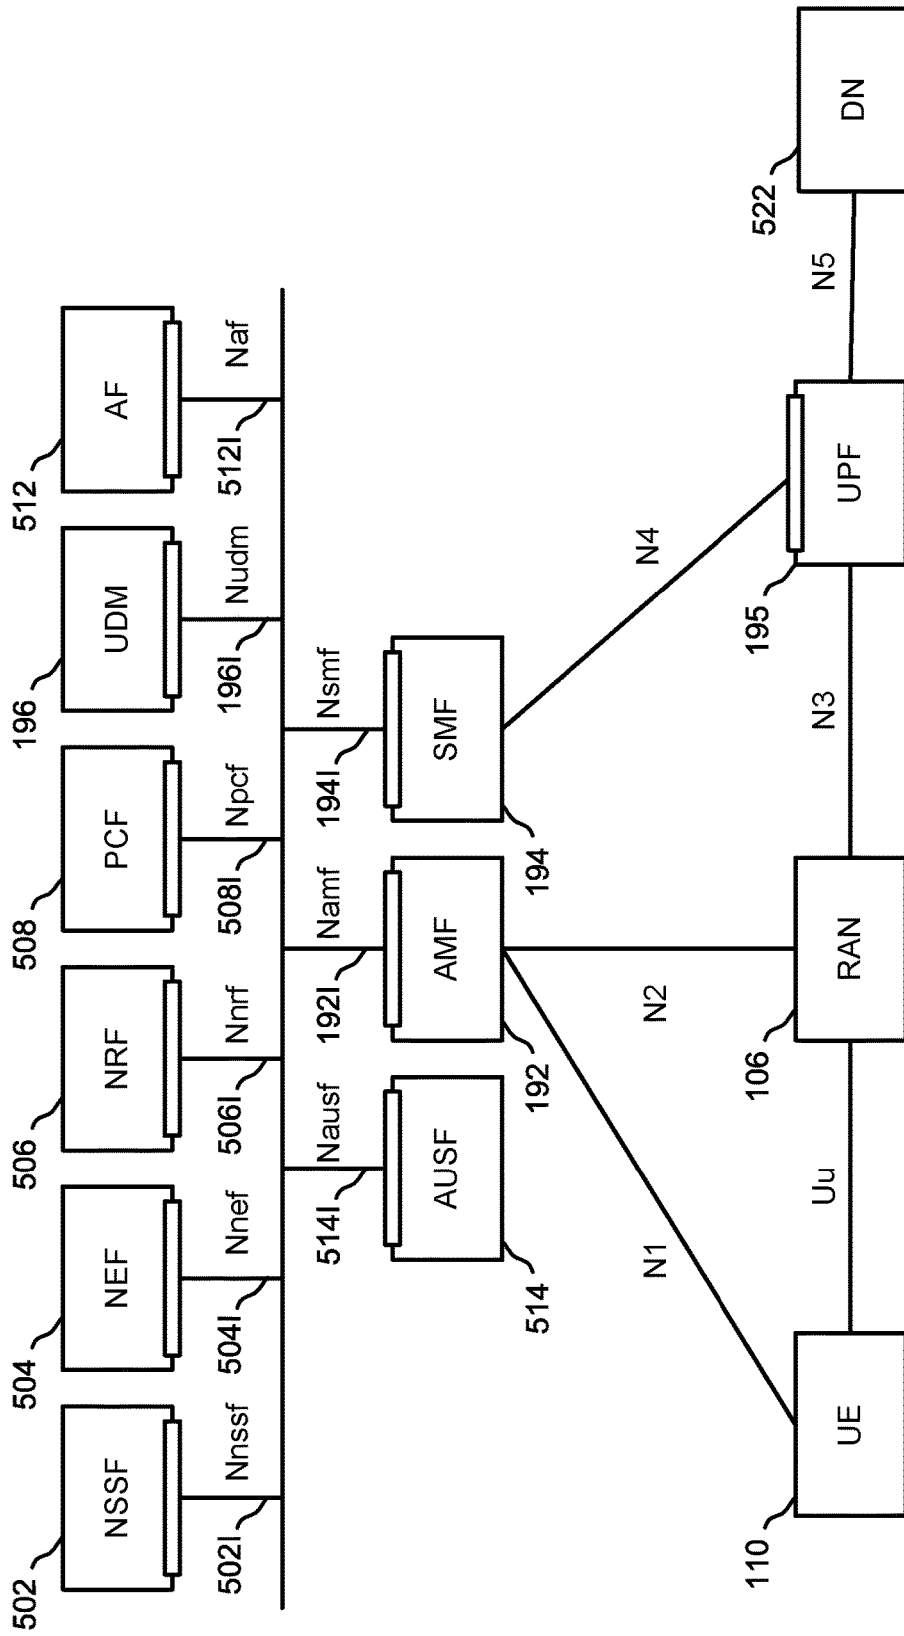 502
504
506
508
196
512
NSSF
NEF
NRF
PCF
UDM
AF
502I
Nnssf
504I
Nnef
506I
Nnrf
508I
Npcf
196I
Nudm
512I
Naf
514I
Nausf
192I
Namf
194I
Nsmf
AUSF
AMF
SMF
514
192
194
N1
N2
N4
110
106
195
522
UE
Uu
RAN
N3
UPF
N5
DN